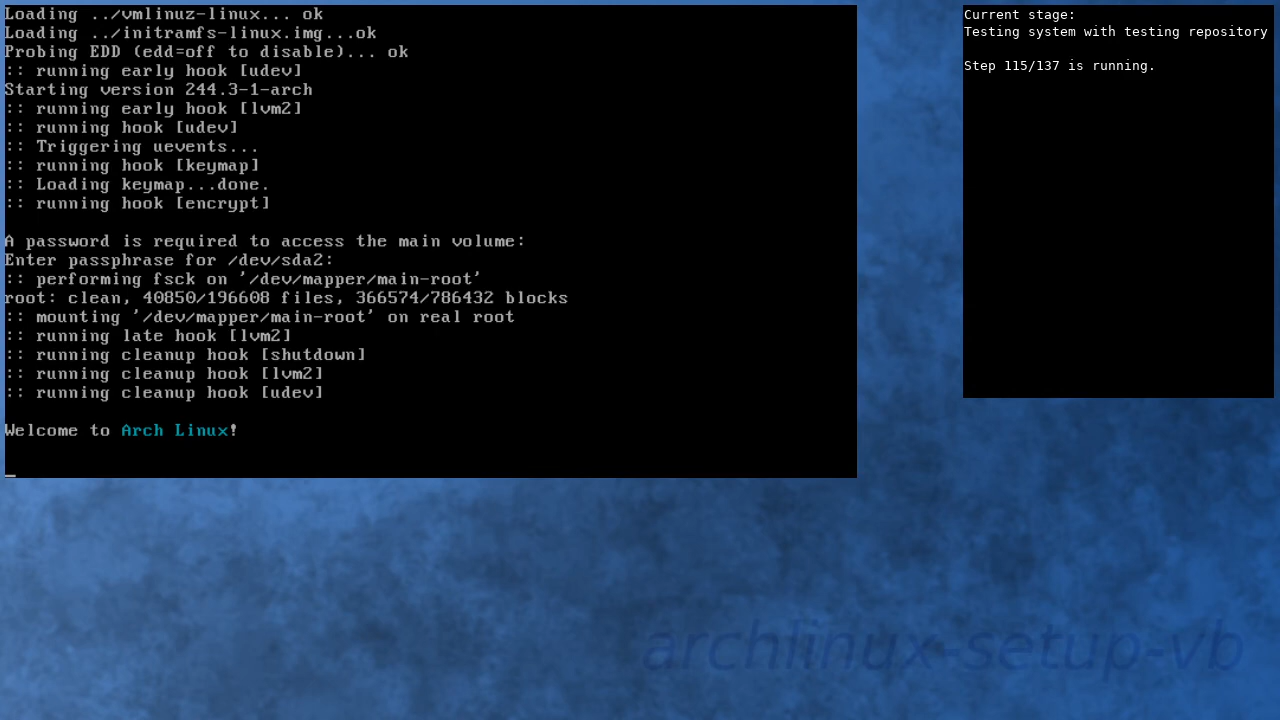 Loading ../vmlinuz-linux... ok
Loading ../initramfs-linux.img...ok
Probing EDD (edd=off to disable)... ok
:: running early hook [udev]
Starting version 244.3-1-arch
:: running early hook [lvm2]
:: running hook [udev]
:: Triggering uevents...
:: running hook [keymap]
:: Loading keymap...done.
:: running hook [encrypt]
A password is required to access the main volume:
Enter passphrase for /dev/sda2:
:: performing fsck on '/dev/mapper/main-root'
root: clean, 40850/196608 files, 366574/786432 blocks
:: mounting '/dev/mapper/main-root' on real root
:: running late hook [lvm2]
:: running cleanup hook [shutdown]
:: running cleanup hook [lvm2]
:: running cleanup hook [udev]
Welcome to Arch Linux!
Current stage:
Testing system with testing repository
Step 115/137 is running.
archlinux-setup-vb